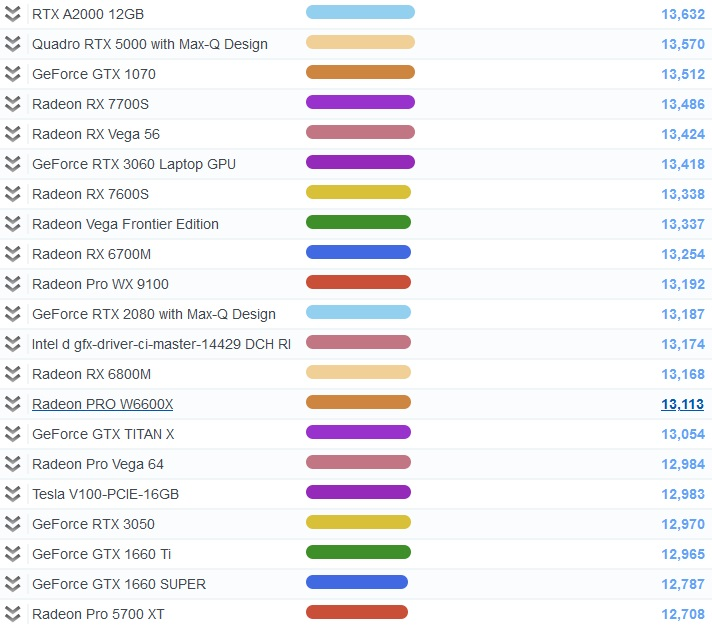 RTX A2000 12GB 13,632
Quadro RTX 5000 with Max-Q Design 13,570
GeForce GTX 1070 13,512
Radeon RX 7700S 13,486
Radeon RX Vega 56 13,424
GeForce RTX 3060 Laptop GPU 13,418
Radeon RX 7600S 13,338
Radeon Vega Frontier Edition 13,337
Radeon RX 6700M 13,254
Radeon Pro WX 9100 13,192
GeForce RTX 2080 with Max-Q Design 13,187
Intel d gfx-driver-ci-master-14429 DCH RI 13,174
Radeon RX 6800M 13,168
Radeon PRO W6600X 13,113
GeForce GTX TITAN X 13,054
Radeon Pro Vega 64 12,984
Tesla V100-PCIE-16GB 12,983
GeForce RTX 3050 12,970
GeForce GTX 1660 Ti 12,965
GeForce GTX 1660 SUPER 12,787
Radeon Pro 5700 XT 12,708